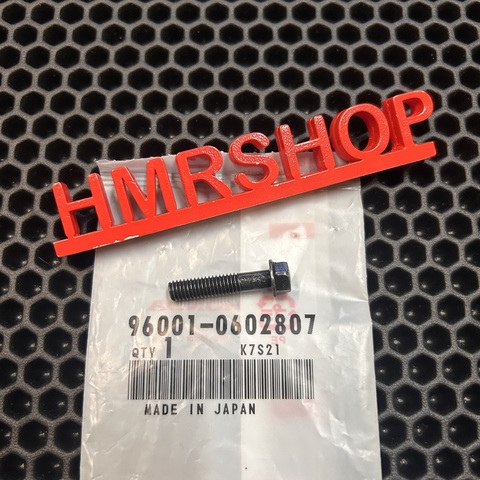 HMRSHOP
96001-0602807
QTY 1 K7S21
MADE IN JAPAN